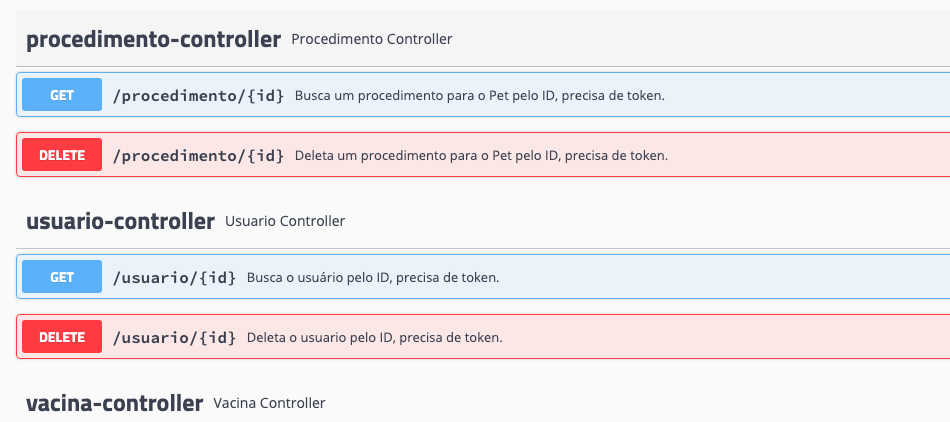 procedimento-controller Procedimento Controller
GET /procedimento/{id} Busca um procedimento para o Pet pelo ID, precisa de token.
DELETE /procedimento/{id} Deleta um procedimento para o Pet pelo ID, precisa de token.
usuario-controller Usuario Controller
GET /usuario/{id} Busca o usuário pelo ID, precisa de token.
DELETE /usuario/{id} Deleta o usuario pelo ID, precisa de token.
vacina-controller Vacina Controller